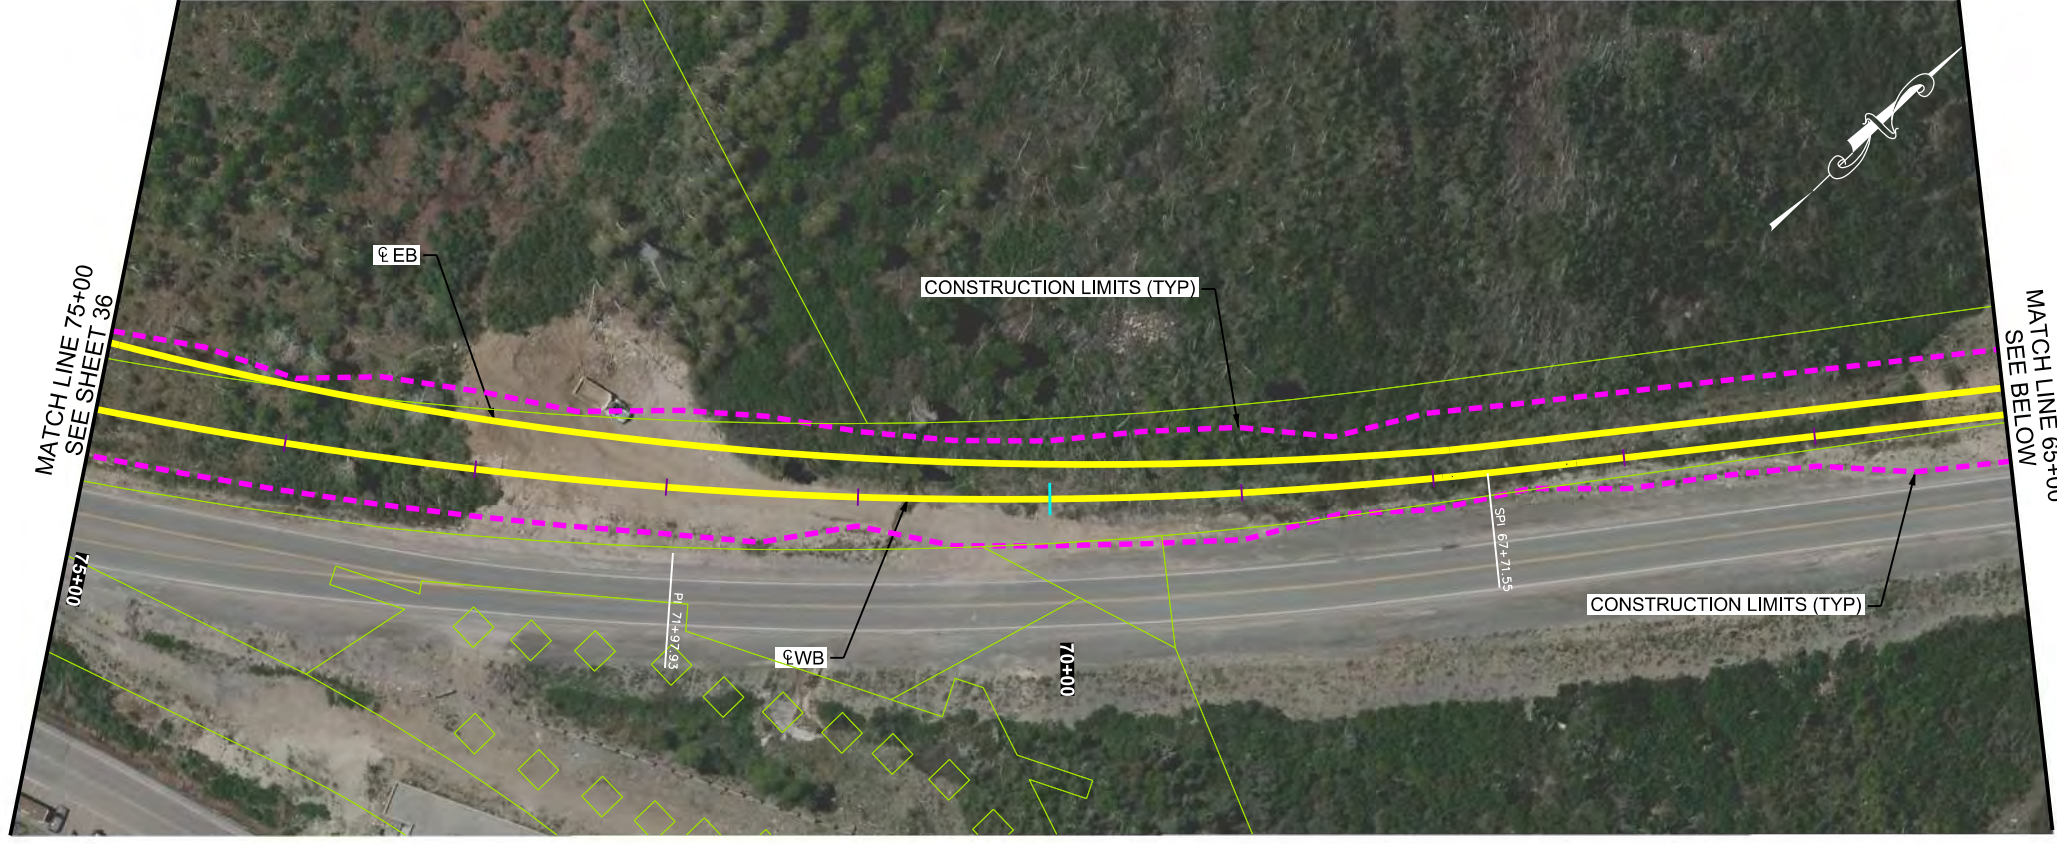 MATCH LINE 75+00
SEE SHEET 36
℄ EB
CONSTRUCTION LIMITS (TYP)
MATCH LINE 65+00
SEE BELOW
SPI 67+71.55
75+00
PI 71+97.93
℄ WB
70+00
CONSTRUCTION LIMITS (TYP)